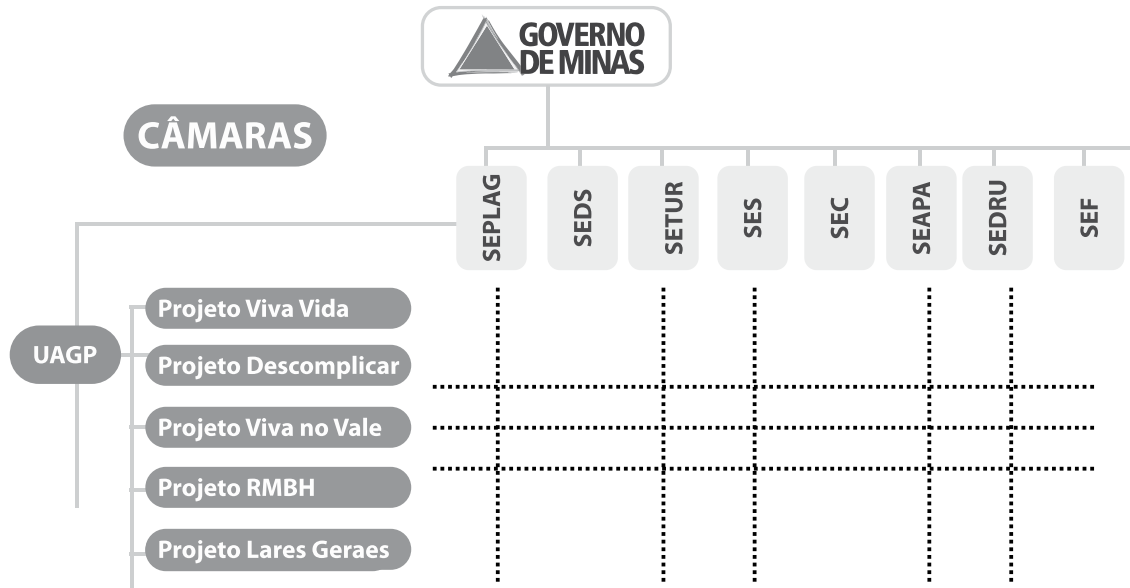 GOVERNO
DE MINAS
CÂMARAS
SEPLAG
SEDS
SETUR
SES
SEC
SEAPA
SEDRU
SEF
UAGP
Projeto Viva Vida
Projeto Descomplicar
Projeto Viva no Vale
Projeto RMBH
Projeto Lares Geraes